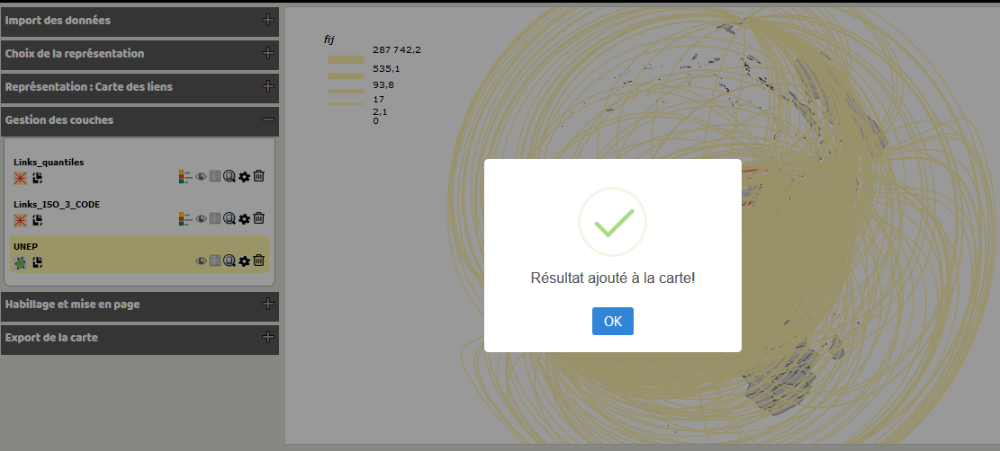 Import des données
Choix de la représentation
Représentation : Carte des liens
Gestion des couches
Links_quantiles
Links_ISO_3_CODE
UNEP
Habillage et mise en page
Export de la carte
fij
287 742,2
535,1
93,8
17
2,1
0
Résultat ajouté à la carte!
OK